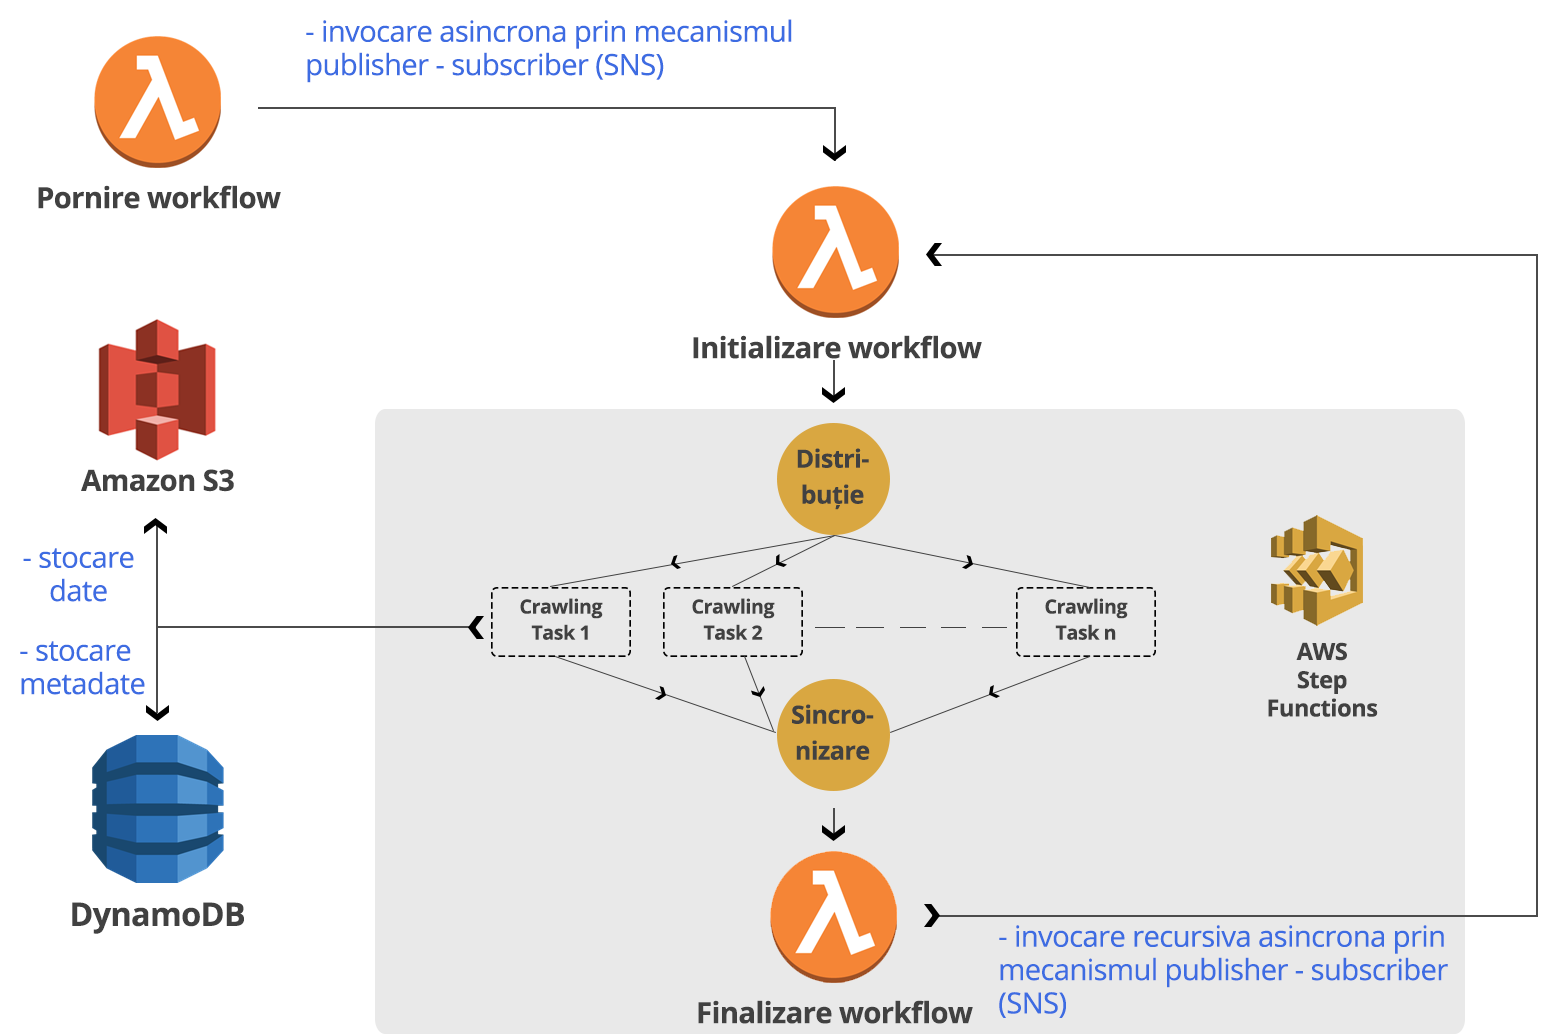 - invocare asincrona prin mecanismul
publisher - subscriber (SNS)
Pornire workflow
Initializare workflow
Amazon S3
- stocare
date
- stocare
metadate
DynamoDB
Distri-
buție
Crawling
Task 1
Crawling
Task 2
Crawling
Task n
Sincro-
nizare
AWS
Step
Functions
Finalizare workflow
- invocare recursiva asincrona prin
mecanismul publisher - subscriber
(SNS)